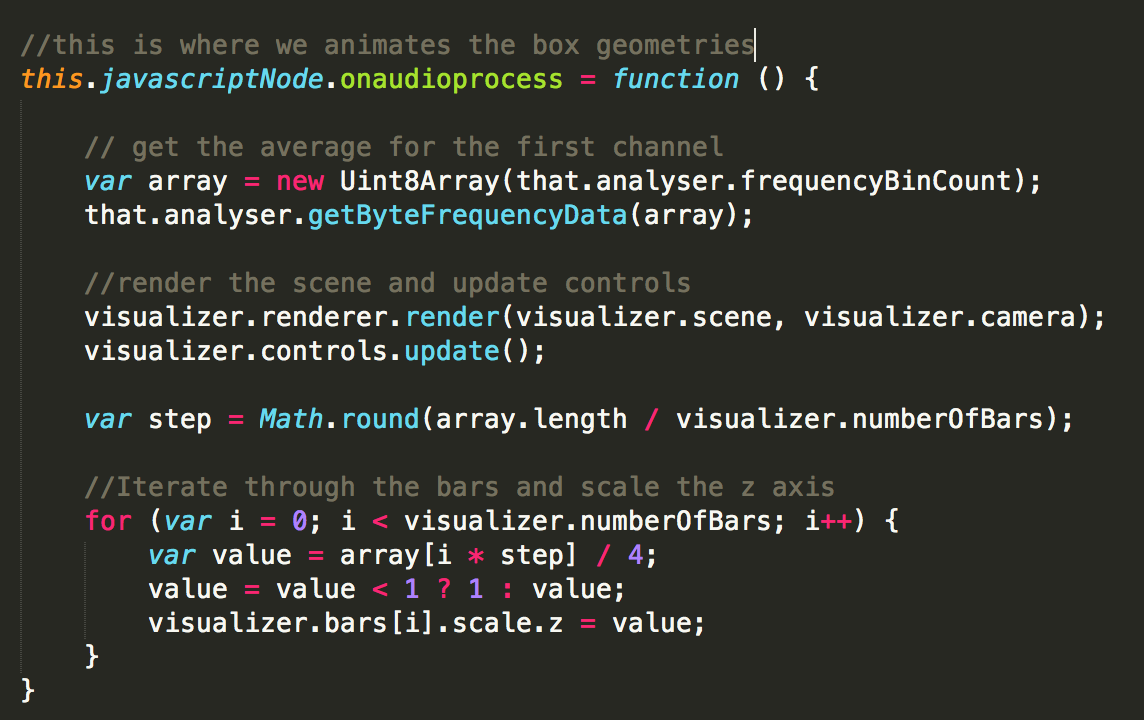 //this is where we animates the box geometries
this.javascriptNode.onaudioprocess = function () {
// get the average for the first channel
var array = new Uint8Array(that.analyser.frequencyBinCount);
that.analyser.getByteFrequencyData(array);
//render the scene and update controls
visualizer.renderer.render(visualizer.scene, visualizer.camera);
visualizer.controls.update();
var step = Math.round(array.length / visualizer.numberOfBars);
//Iterate through the bars and scale the z axis
for (var i = 0; i < visualizer.numberOfBars; i++) {
var value = array[i * step] / 4;
value = value < 1 ? 1 : value;
visualizer.bars[i].scale.z = value;
}
}